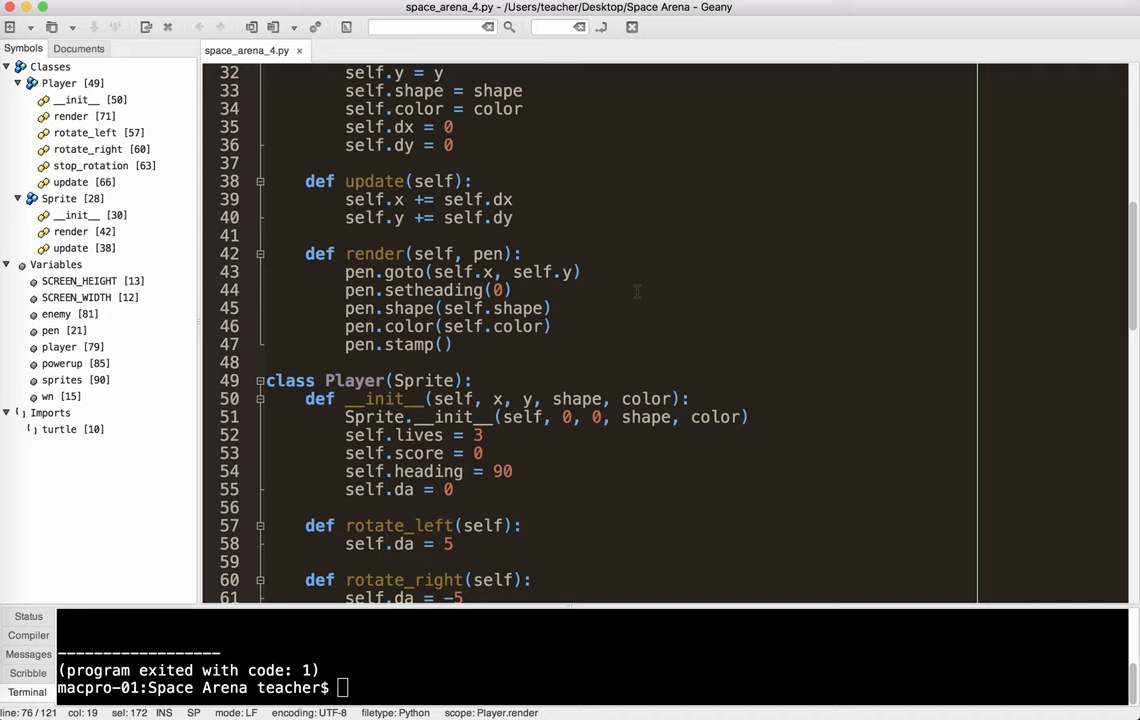 space_arena_4.py - /Users/teacher/Desktop/Space Arena - Geany
Symbols
Documents
space_arena_4.py ×
Classes
Player [49]
__init__ [50]
render [71]
rotate_left [57]
rotate_right [60]
stop_rotation [63]
update [66]
Sprite [28]
__init__ [30]
render [42]
update [38]
Variables
SCREEN_HEIGHT [13]
SCREEN_WIDTH [12]
enemy [81]
pen [21]
player [79]
powerup [85]
sprites [90]
wn [15]
Imports
turtle [10]
32 self.y = y
33 self.shape = shape
34 self.color = color
35 self.dx = 0
36 self.dy = 0
37
38 def update(self):
39 self.x += self.dx
40 self.y += self.dy
41
42 def render(self, pen):
43 pen.goto(self.x, self.y)
44 pen.setheading(0)
45 pen.shape(self.shape)
46 pen.color(self.color)
47 pen.stamp()
48
49 class Player(Sprite):
50 def __init__(self, x, y, shape, color):
51 Sprite.__init__(self, 0, 0, shape, color)
52 self.lives = 3
53 self.score = 0
54 self.heading = 90
55 self.da = 0
56
57 def rotate_left(self):
58 self.da = 5
59
60 def rotate_right(self):
61 self.da = -5
Status
Compiler
Messages
Scribble
Terminal
------------------
(program exited with code: 1)
macpro-01:Space Arena teacher$
line: 76 / 121 col: 19 sel: 172 INS SP mode: LF encoding: UTF-8 filetype: Python scope: Player.render